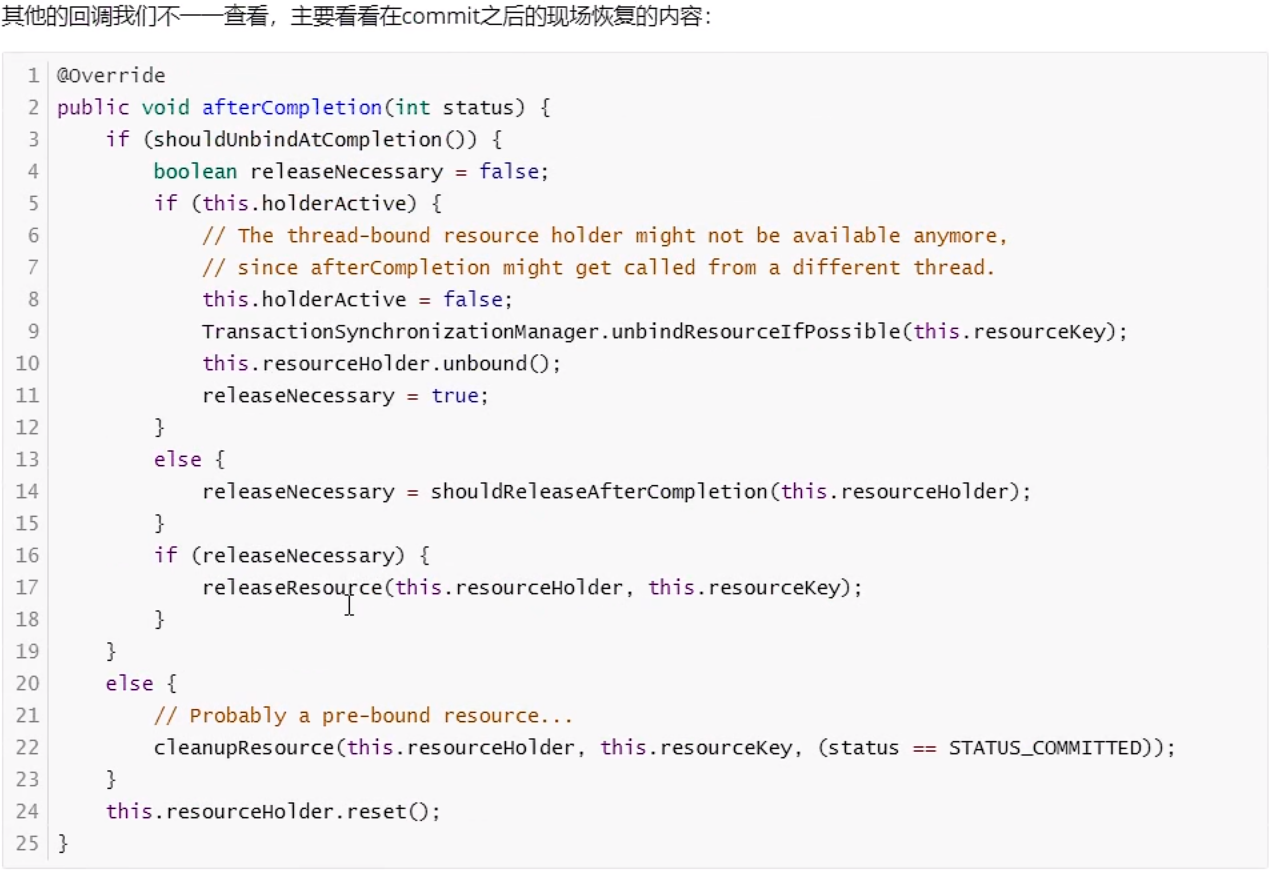 其他的回调我们不一一查看，主要看看在commit之后的现场恢复的内容：
1 @Override
2 public void afterCompletion(int status) {
3     if (shouldUnbindAtCompletion()) {
4         boolean releaseNecessary = false;
5         if (this.holderActive) {
6             // The thread-bound resource holder might not be available anymore,
7             // since afterCompletion might get called from a different thread.
8             this.holderActive = false;
9             TransactionSynchronizationManager.unbindResourceIfPossible(this.resourceKey);
10             this.resourceHolder.unbound();
11             releaseNecessary = true;
12         }
13         else {
14             releaseNecessary = shouldReleaseAfterCompletion(this.resourceHolder);
15         }
16         if (releaseNecessary) {
17             releaseResource(this.resourceHolder, this.resourceKey);
18         }
19     }
20     else {
21         // Probably a pre-bound resource...
22         cleanupResource(this.resourceHolder, this.resourceKey, (status == STATUS_COMMITTED));
23     }
24     this.resourceHolder.reset();
25 }